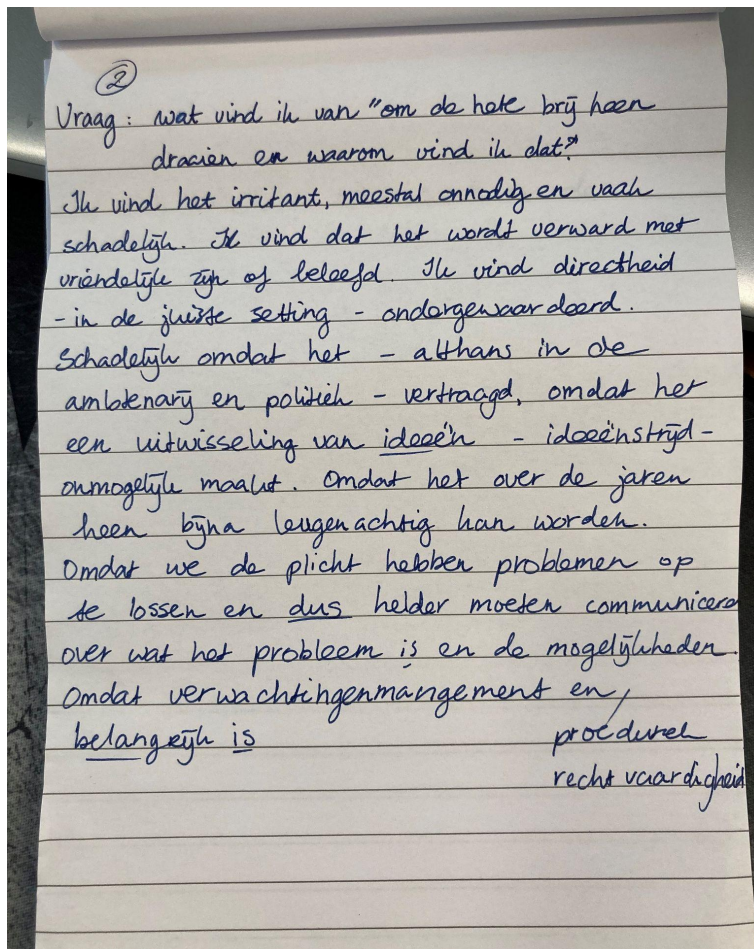 2
Vraag: wat vind ik van "om de hete brij heen
draaien en waarom vind ik dat?"
Ik vind het irritant, meestal onnodig en vaak
schadelijk. Ik vind dat het wordt verward met
vriendelijk zijn of beleefd. Ik vind directheid
- in de juiste setting - ondergewaardeerd.
Schadelijk omdat het - althans in de
ambtenarij en politiek - vertraagd, omdat het
een uitwisseling van ideeën - ideeënstrijd -
onmogelijk maakt. Omdat het over de jaren
heen bijna leugenachtig kan worden.
Omdat we de plicht hebben problemen op
te lossen en dus helder moeten communiceren
over wat het probleem is en de mogelijkheden.
Omdat verwachtingenmangement en
belangrijk is
procedureel
rechtvaardigheid